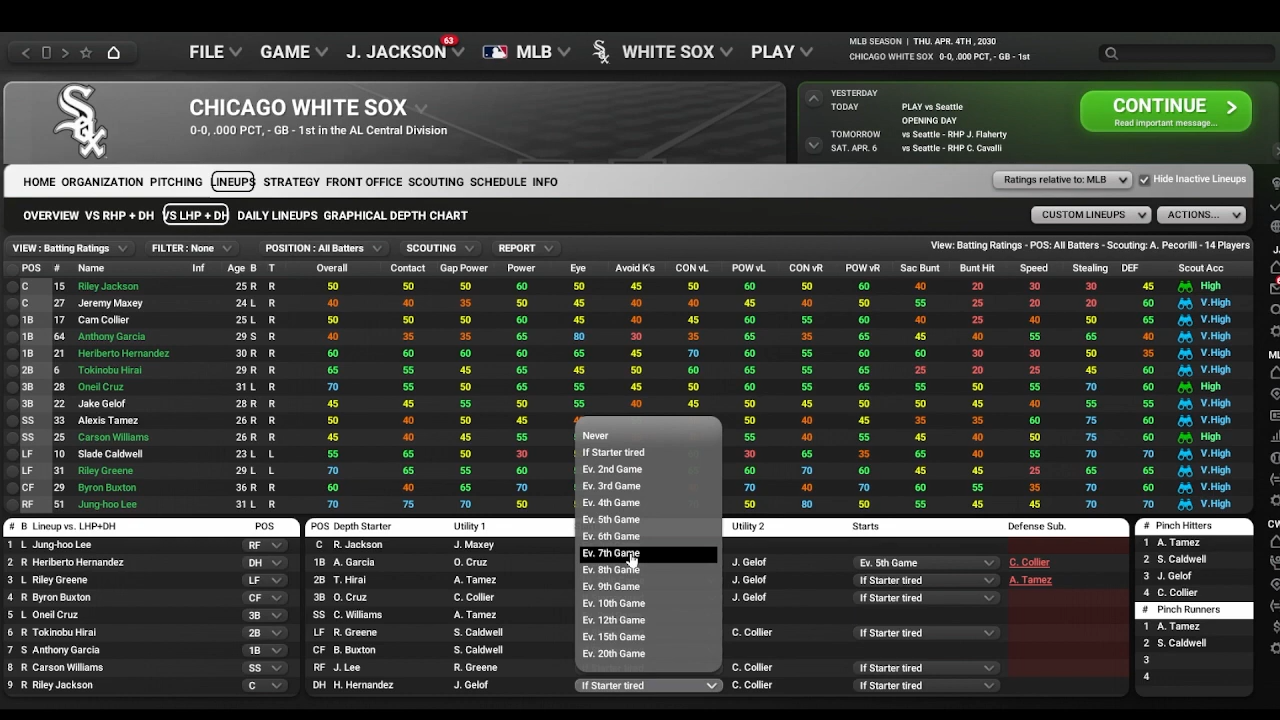 63
FILE GAME J. JACKSON MLB WHITE SOX PLAY
MLB SEASON | THU. APR. 4TH , 2030
CHICAGO WHITE SOX 0-0, .000 PCT, - GB - 1st
CHICAGO WHITE SOX
0-0, .000 PCT, - GB - 1st in the AL Central Division
YESTERDAY
TODAY PLAY vs Seattle
OPENING DAY
TOMORROW vs Seattle - RHP J. Flaherty
SAT. APR. 6 vs Seattle - RHP C. Cavalli
CONTINUE
Read important message...
HOME ORGANIZATION PITCHING LINEUPS STRATEGY FRONT OFFICE SCOUTING SCHEDULE INFO
Ratings relative to: MLB Hide Inactive Lineups
OVERVIEW VS RHP + DH VS LHP + DH DAILY LINEUPS GRAPHICAL DEPTH CHART
CUSTOM LINEUPS ACTIONS...
VIEW : Batting Ratings FILTER : None POSITION : All Batters SCOUTING REPORT
View: Batting Ratings - POS: All Batters - Scouting: A. Pecorilli - 14 Players
POS # Name Inf Age B T Overall Contact Gap Power Power Eye Avoid K's CON vL POW vL CON vR POW vR Sac Bunt Bunt Hit Speed Stealing DEF Scout Acc
C 15 Riley Jackson 25 R R 50 50 50 60 50 45 50 60 50 60 40 20 30 30 45 High
C 27 Jeremy Maxey 24 L R 40 40 35 50 45 40 40 45 40 50 55 25 20 20 60 V.High
1B 17 Cam Collier 25 L R 50 50 50 60 55 40 45 60 55 60 40 25 40 50 65 V.High
1B 64 Anthony Garcia 29 S R 40 35 35 65 80 30 35 65 35 65 45 40 55 65 40 V.High
1B 21 Heriberto Hernandez 30 R R 60 60 60 60 65 45 70 60 55 60 60 30 30 50 35 V.High
2B 6 Tokinobu Hirai 29 R R 65 55 45 65 65 45 50 60 55 65 25 20 55 45 60 V.High
3B 28 Oneil Cruz 31 L R 70 55 50 65 55 45 50 60 55 65 55 50 55 70 60 High
3B 22 Jake Gelof 28 R R 45 45 45 50 55 40 45 50 45 50 50 45 40 70 55 V.High
SS 33 Alexis Tamez 26 R R 50 40 50 45 50 40 45 35 35 60 75 60 V.High
SS 25 Carson Williams 26 R R 45 40 45 55 55 40 55 45 40 50 75 60 High
LF 10 Slade Caldwell 23 L L 55 65 50 30 30 65 35 60 45 65 75 60 V.High
LF 31 Riley Greene 29 L L 70 65 55 60 60 70 60 45 45 25 65 65 V.High
CF 29 Byron Buxton 36 R R 60 40 65 70 70 40 70 60 40 60 70 60 V.High
RF 51 Jung-hoo Lee 31 L R 70 75 70 50 50 80 50 55 45 45 70 70 V.High
Never
If Starter tired
Ev. 2nd Game
Ev. 3rd Game
Ev. 4th Game
Ev. 5th Game
Ev. 6th Game
Ev. 7th Game
Ev. 8th Game
Ev. 9th Game
Ev. 10th Game
Ev. 12th Game
Ev. 15th Game
Ev. 20th Game
# B Lineup vs. LHP+DH POS
1 L Jung-hoo Lee RF
2 R Heriberto Hernandez DH
3 L Riley Greene LF
4 R Byron Buxton CF
5 L Oneil Cruz 3B
6 R Tokinobu Hirai 2B
7 S Anthony Garcia 1B
8 R Carson Williams SS
9 R Riley Jackson C
POS Depth Starter Utility 1 Utility 2 Starts Defense Sub.
C R. Jackson J. Maxey
1B A. Garcia O. Cruz J. Gelof Ev. 5th Game C. Collier
2B T. Hirai A. Tamez J. Gelof If Starter tired A. Tamez
3B O. Cruz C. Collier J. Gelof If Starter tired
SS C. Williams A. Tamez
LF R. Greene S. Caldwell C. Collier If Starter tired
CF B. Buxton S. Caldwell
RF J. Lee R. Greene C. Collier If Starter tired
DH H. Hernandez J. Gelof If Starter tired C. Collier If Starter tired
# Pinch Hitters
1 A. Tamez
2 S. Caldwell
3 J. Gelof
4 C. Collier
# Pinch Runners
1 A. Tamez
2 S. Caldwell
3
4